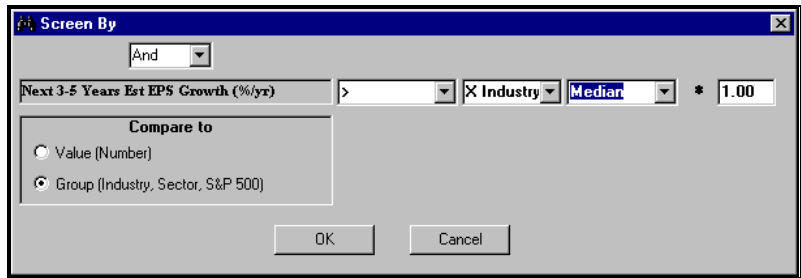 Screen By
And
Next 3-5 Years Est EPS Growth (%/yr) > X Industry Median * 1.00
Compare to
Value (Number)
Group (Industry, Sector, S&P 500)
OK Cancel